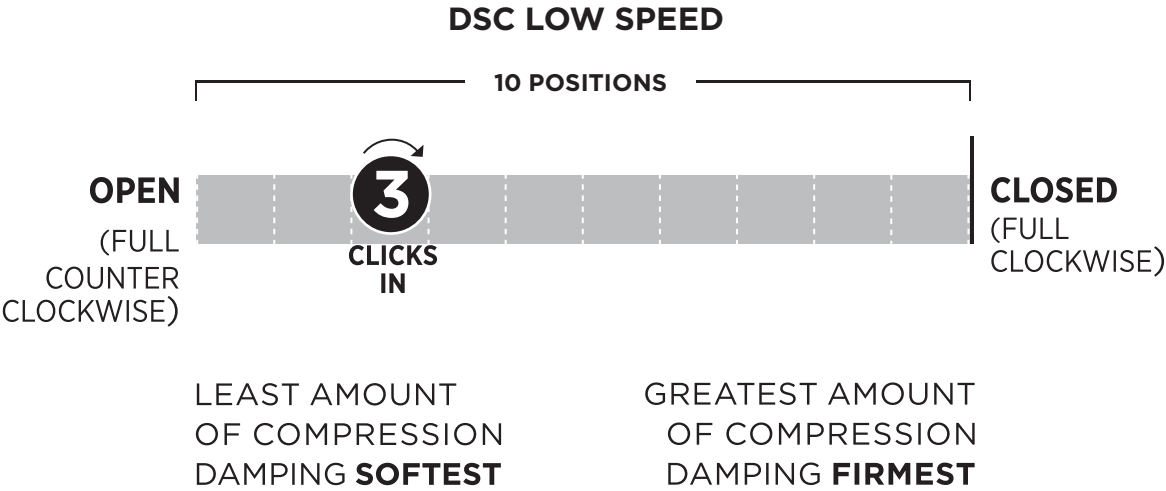 DSC LOW SPEED
10 POSITIONS
OPEN
(FULL
COUNTER
CLOCKWISE)
3
CLICKS
IN
CLOSED
(FULL
CLOCKWISE)
LEAST AMOUNT
OF COMPRESSION
DAMPING SOFTEST
GREATEST AMOUNT
OF COMPRESSION
DAMPING FIRMEST